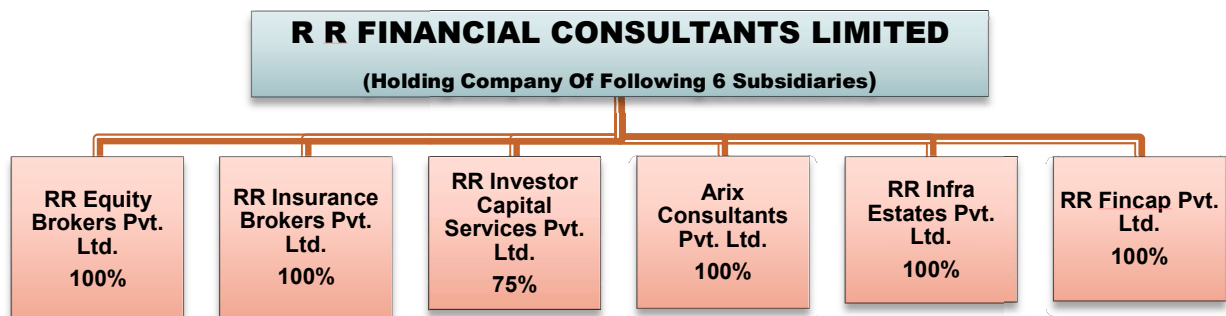 R R FINANCIAL CONSULTANTS LIMITED
(Holding Company Of Following 6 Subsidiaries)
RR Equity
Brokers Pvt.
Ltd.
100%
RR Insurance
Brokers Pvt.
Ltd.
100%
RR Investor
Capital
Services Pvt.
Ltd.
75%
Arix
Consultants
Pvt. Ltd.
100%
RR Infra
Estates Pvt.
Ltd.
100%
RR Fincap Pvt.
Ltd.
100%